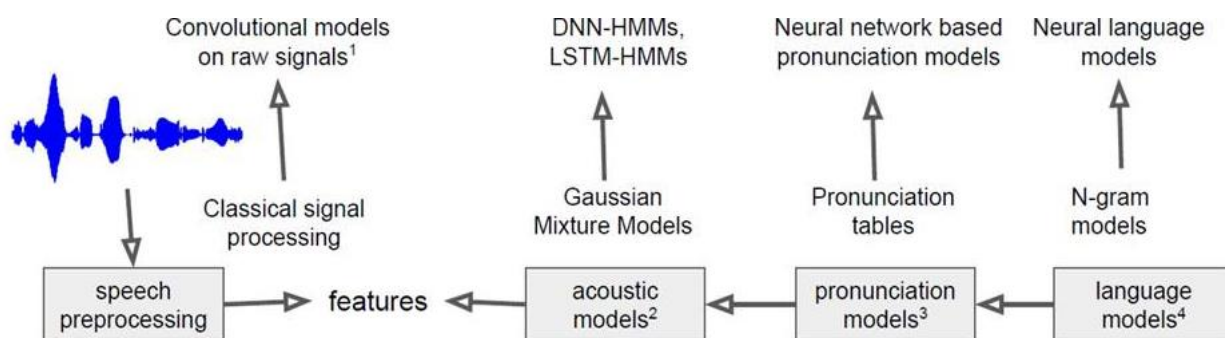 Convolutional models
on raw signals¹
DNN-HMMs,
LSTM-HMMs
Neural network based
pronunciation models
Neural language
models
Classical signal
processing
Gaussian
Mixture Models
Pronunciation
tables
N-gram
models
speech
preprocessing
features
acoustic
models²
pronunciation
models³
language
models⁴